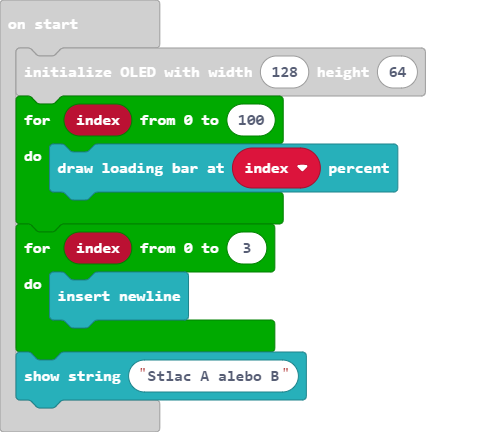 on start
initialize OLED with width 128 height 64
for index from 0 to 100
do draw loading bar at index percent
for index from 0 to 3
do insert newline
show string "Stlac A alebo B"